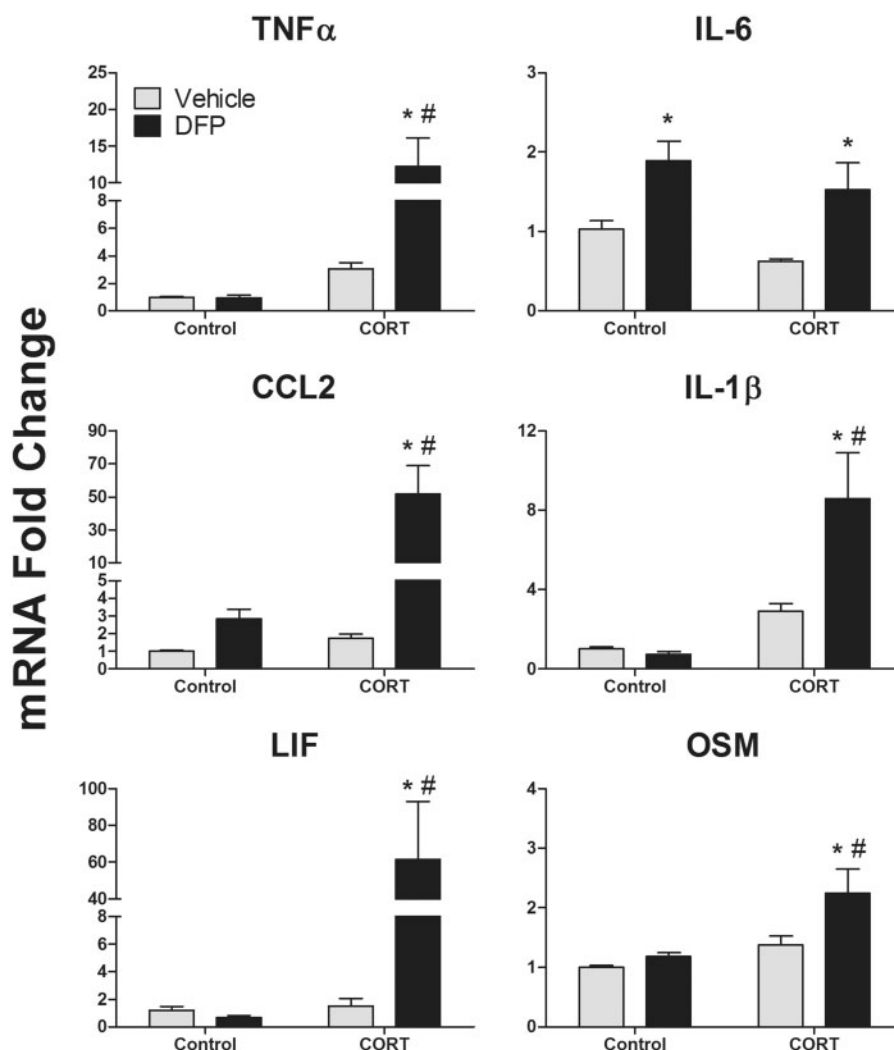 TNFα
25
20
15
10
8
6
4
2
0
Vehicle
DFP
* #
Control
CORT
IL-6
3
2
1
0
*
*
Control
CORT
mRNA Fold Change
CCL2
90
70
50
30
10
5
4
3
2
1
0
* #
Control
CORT
IL-1β
12
8
4
0
* #
Control
CORT
LIF
100
80
60
40
8
6
4
2
0
* #
Control
CORT
OSM
4
3
2
1
0
* #
Control
CORT